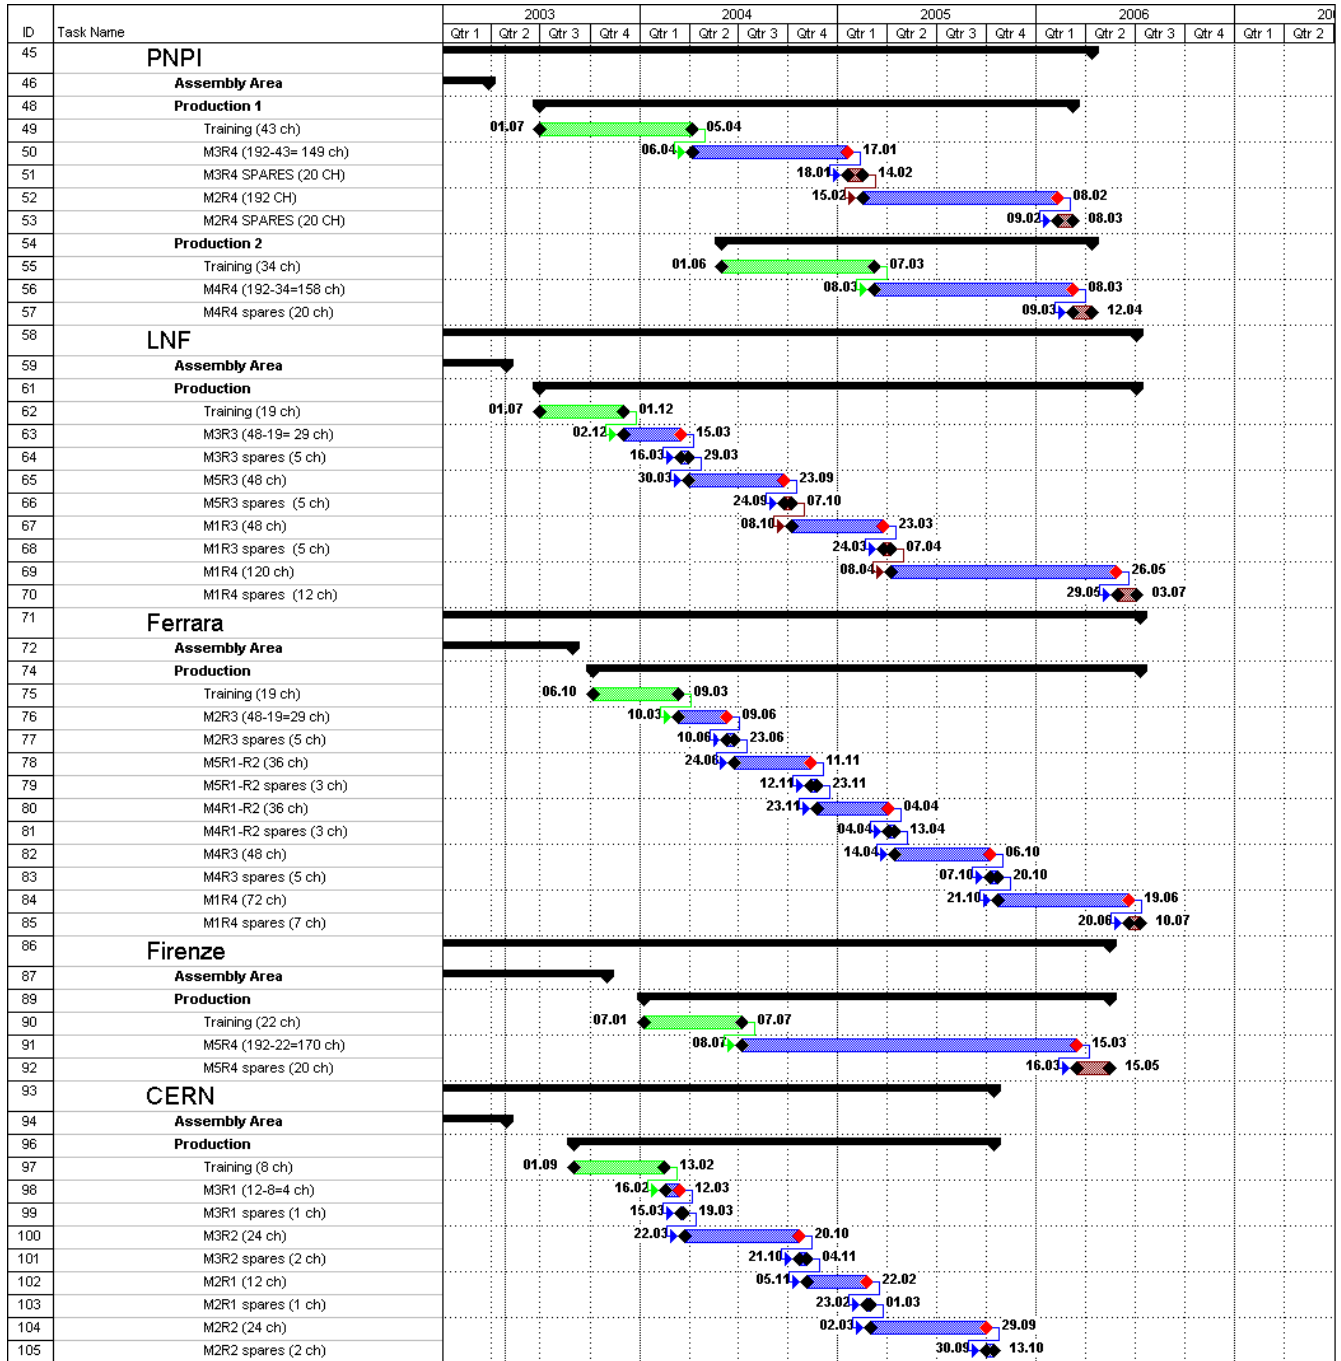 2003 2004 2005 2006 20
ID Task Name Qtr 1 Qtr 2 Qtr 3 Qtr 4 Qtr 1 Qtr 2 Qtr 3 Qtr 4 Qtr 1 Qtr 2 Qtr 3 Qtr 4 Qtr 1 Qtr 2 Qtr 3 Qtr 4 Qtr 1 Qtr 2
45 PNPI
46 Assembly Area
48 Production 1
49 Training (43 ch) 01.07 05.04
50 M3R4 (192-43= 149 ch) 06.04 17.01
51 M3R4 SPARES (20 CH) 18.01 14.02
52 M2R4 (192 CH) 15.02 08.02
53 M2R4 SPARES (20 CH) 09.02 08.03
54 Production 2
55 Training (34 ch) 01.06 07.03
56 M4R4 (192-34=158 ch) 08.03 08.03
57 M4R4 spares (20 ch) 09.03 12.04
58 LNF
59 Assembly Area
61 Production
62 Training (19 ch) 01.07 01.12
63 M3R3 (48-19= 29 ch) 02.12 15.03
64 M3R3 spares (5 ch) 16.03 29.03
65 M5R3 (48 ch) 30.03 23.09
66 M5R3 spares (5 ch) 24.09 07.10
67 M1R3 (48 ch) 08.10 23.03
68 M1R3 spares (5 ch) 24.03 07.04
69 M1R4 (120 ch) 08.04 26.05
70 M1R4 spares (12 ch) 29.05 03.07
71 Ferrara
72 Assembly Area
74 Production
75 Training (19 ch) 06.10 09.03
76 M2R3 (48-19=29 ch) 10.03 09.06
77 M2R3 spares (5 ch) 10.06 23.06
78 M5R1-R2 (36 ch) 24.06 11.11
79 M5R1-R2 spares (3 ch) 12.11 23.11
80 M4R1-R2 (36 ch) 23.11 04.04
81 M4R1-R2 spares (3 ch) 04.04 13.04
82 M4R3 (48 ch) 14.04 06.10
83 M4R3 spares (5 ch) 07.10 20.10
84 M1R4 (72 ch) 21.10 19.06
85 M1R4 spares (7 ch) 20.06 10.07
86 Firenze
87 Assembly Area
89 Production
90 Training (22 ch) 07.01 07.07
91 M5R4 (192-22=170 ch) 08.07 15.03
92 M5R4 spares (20 ch) 16.03 15.05
93 CERN
94 Assembly Area
96 Production
97 Training (8 ch) 01.09 13.02
98 M3R1 (12-8=4 ch) 16.02 12.03
99 M3R1 spares (1 ch) 15.03 19.03
100 M3R2 (24 ch) 22.03 20.10
101 M3R2 spares (2 ch) 21.10 04.11
102 M2R1 (12 ch) 05.11 22.02
103 M2R1 spares (1 ch) 23.02 01.03
104 M2R2 (24 ch) 02.03 29.09
105 M2R2 spares (2 ch) 30.09 13.10